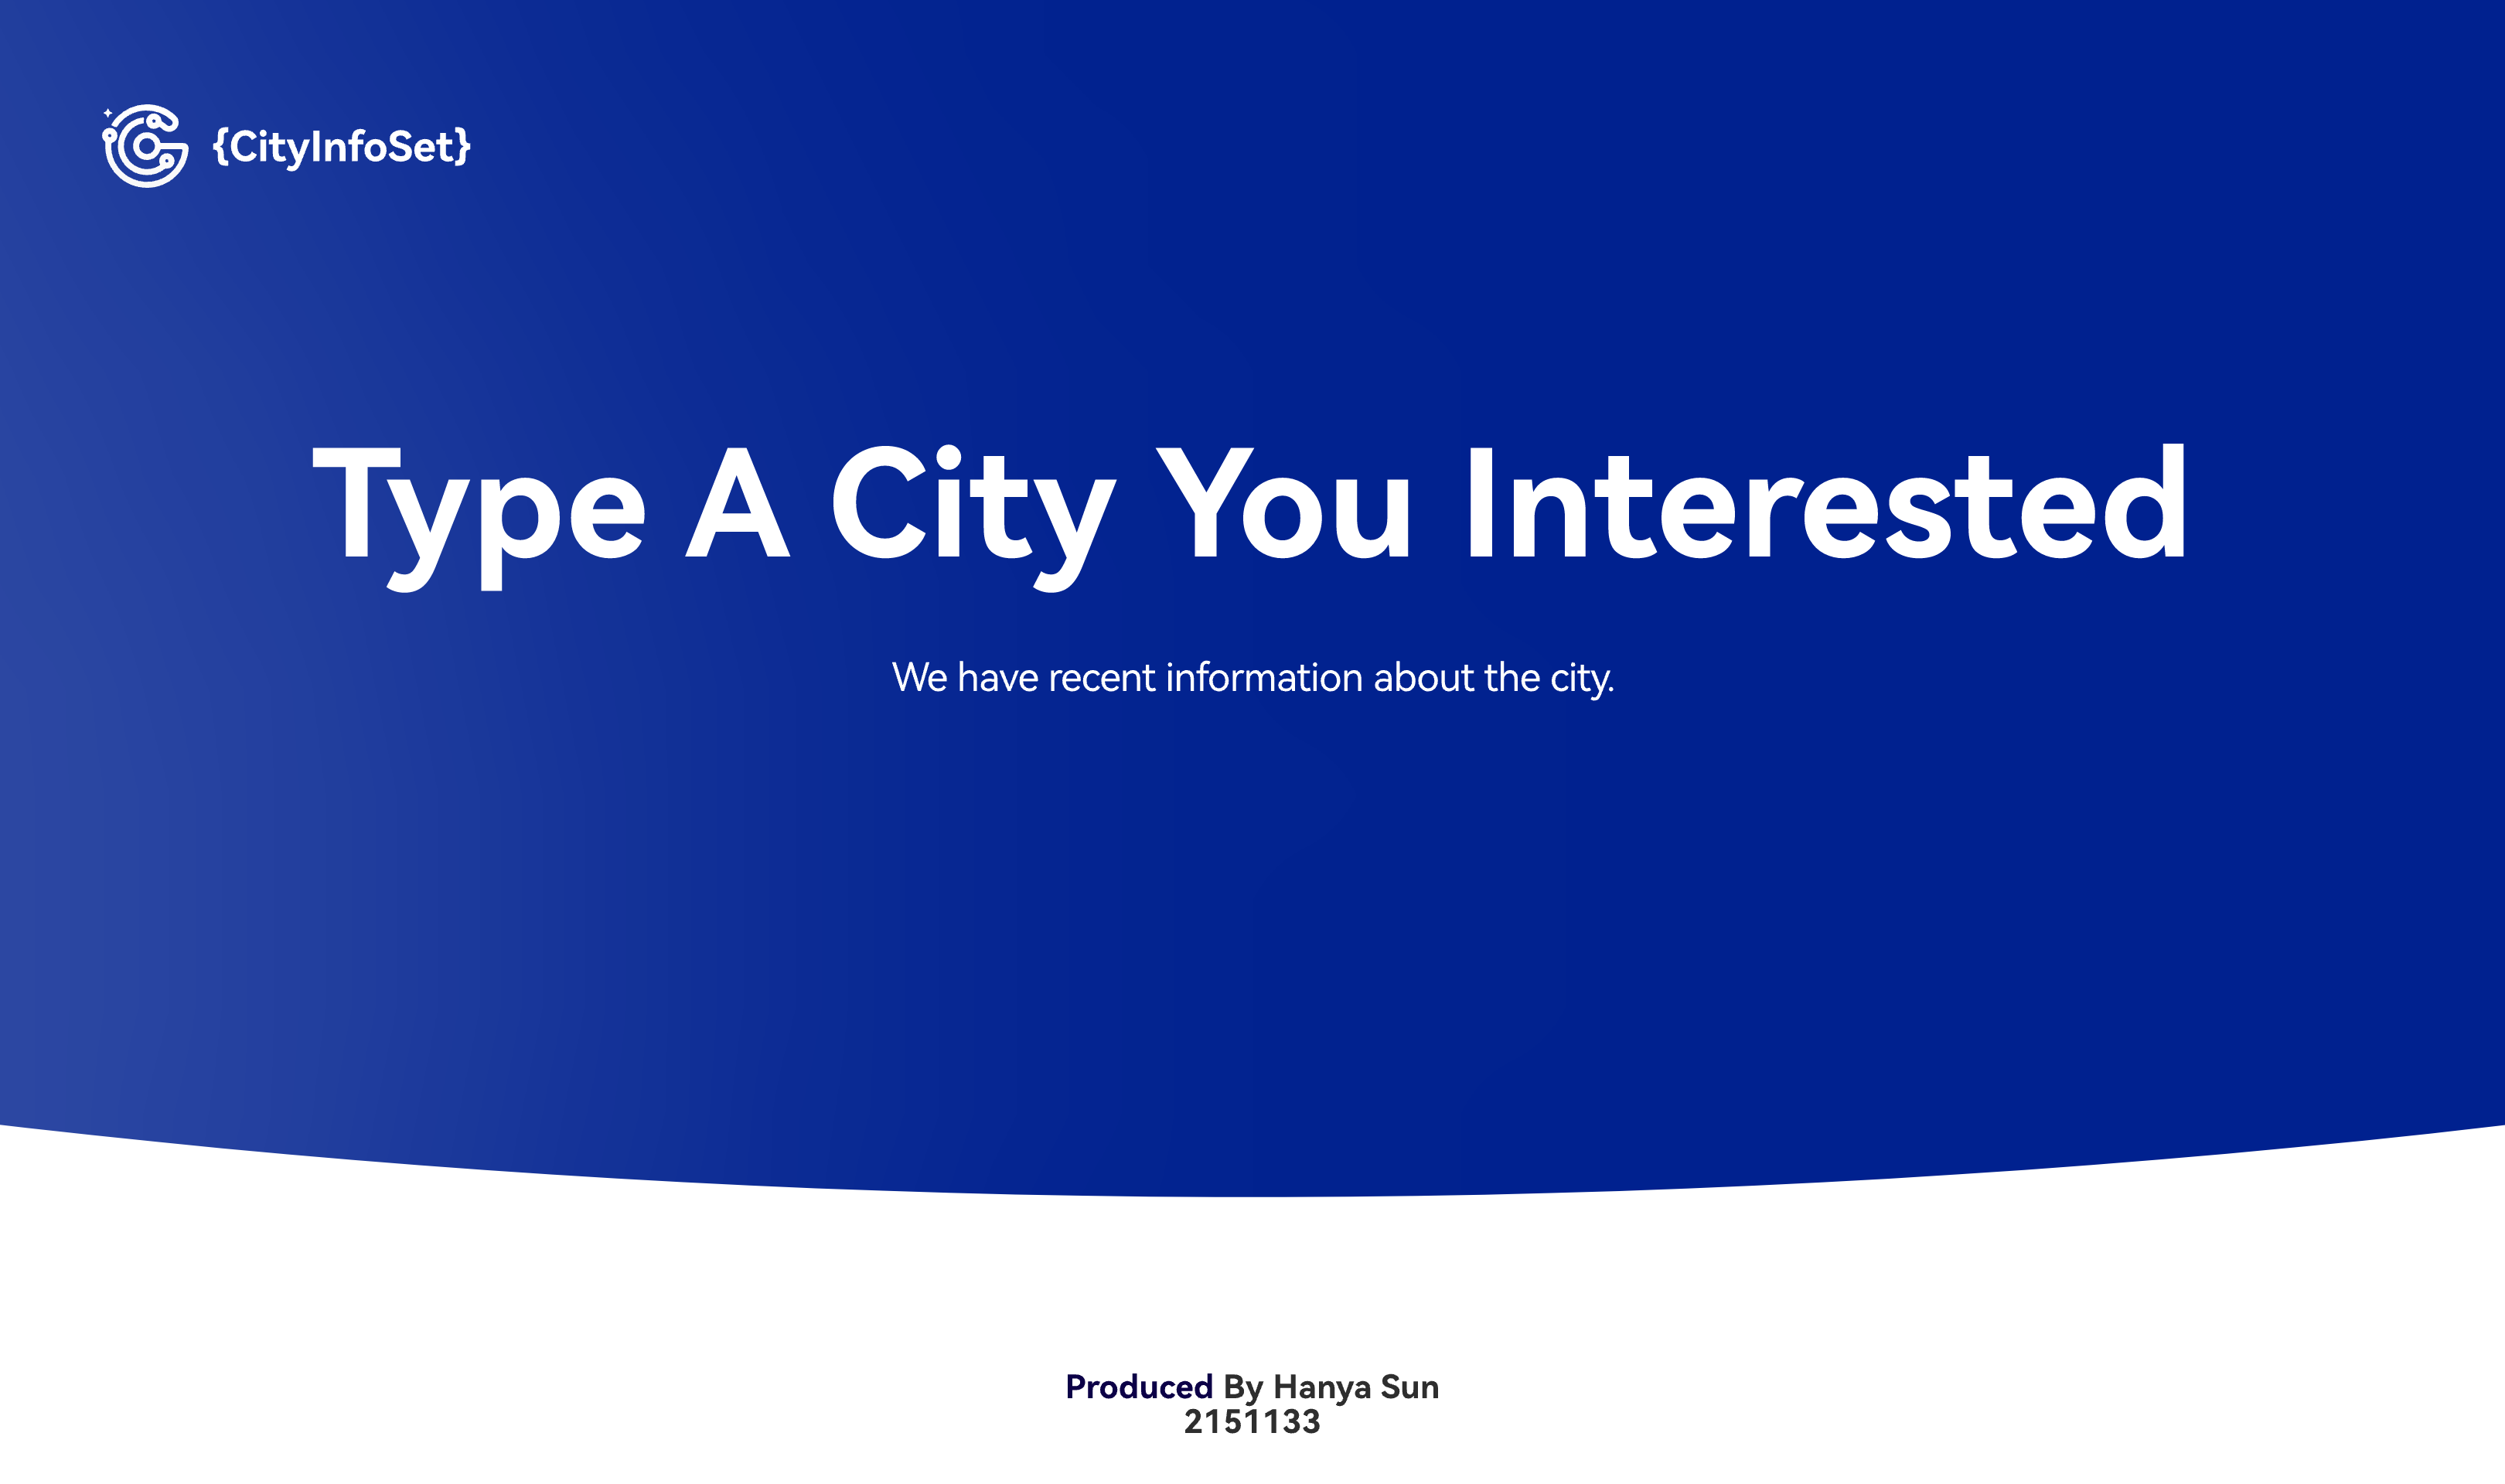 {CityInfoSet}
Type A City You Interested
We have recent information about the city.
Produced By Hanya Sun
2151133